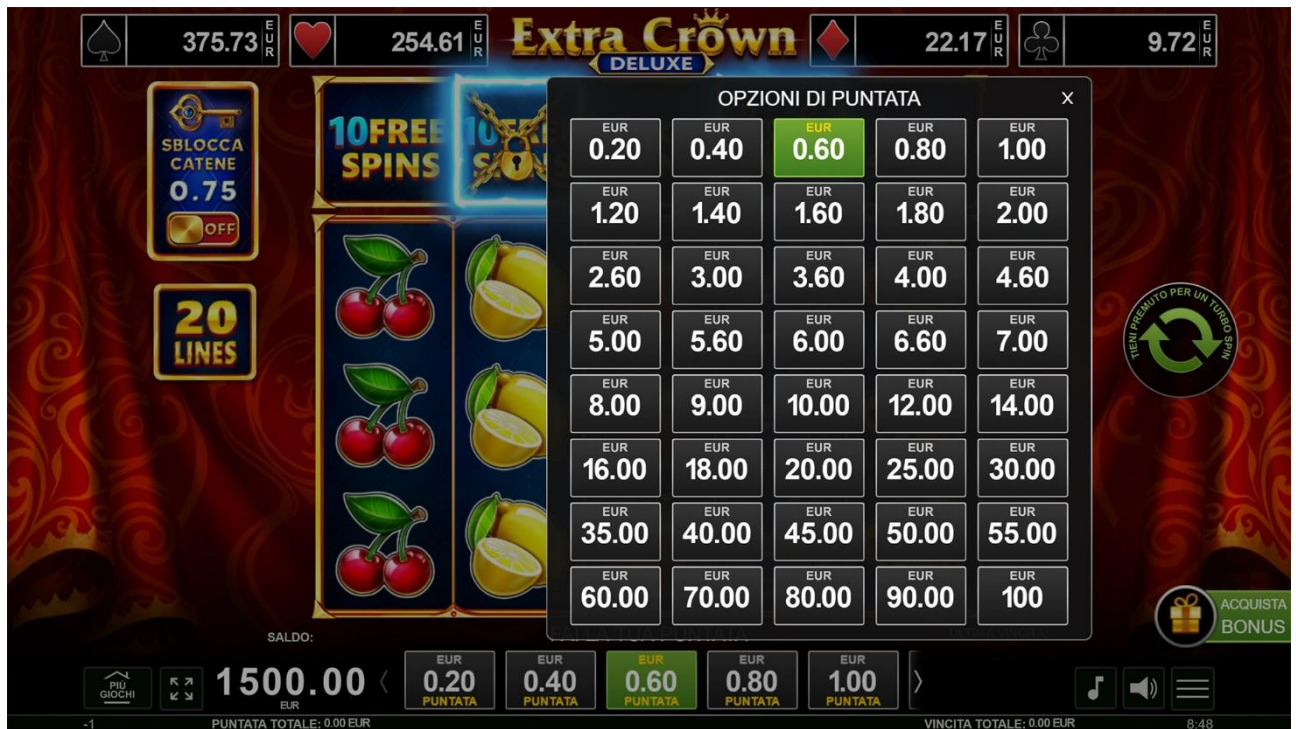 375.73 EUR
254.61 EUR
Extra Crown
DELUXE
22.17 EUR
9.72 EUR
SBLOCCA
CATENE
0.75
OFF
20
LINES
10FREE
SPINS
OPZIONI DI PUNTATA X
EUR EUR EUR EUR EUR
0.20 0.40 0.60 0.80 1.00
EUR EUR EUR EUR EUR
1.20 1.40 1.60 1.80 2.00
EUR EUR EUR EUR EUR
2.60 3.00 3.60 4.00 4.60
EUR EUR EUR EUR EUR
5.00 5.60 6.00 6.60 7.00
EUR EUR EUR EUR EUR
8.00 9.00 10.00 12.00 14.00
EUR EUR EUR EUR EUR
16.00 18.00 20.00 25.00 30.00
EUR EUR EUR EUR EUR
35.00 40.00 45.00 50.00 55.00
EUR EUR EUR EUR EUR
60.00 70.00 80.00 90.00 100
TIENI PREMUTO PER UN TURBO SPIN
ACQUISTA
BONUS
SALDO:
FAI LA TUA PUNTATA
PIÙ
GIOCHI
1500.00
EUR
EUR EUR EUR EUR EUR
0.20 0.40 0.60 0.80 1.00
PUNTATA PUNTATA PUNTATA PUNTATA PUNTATA
-1
PUNTATA TOTALE: 0.00 EUR
VINCITA TOTALE: 0.00 EUR
8:48